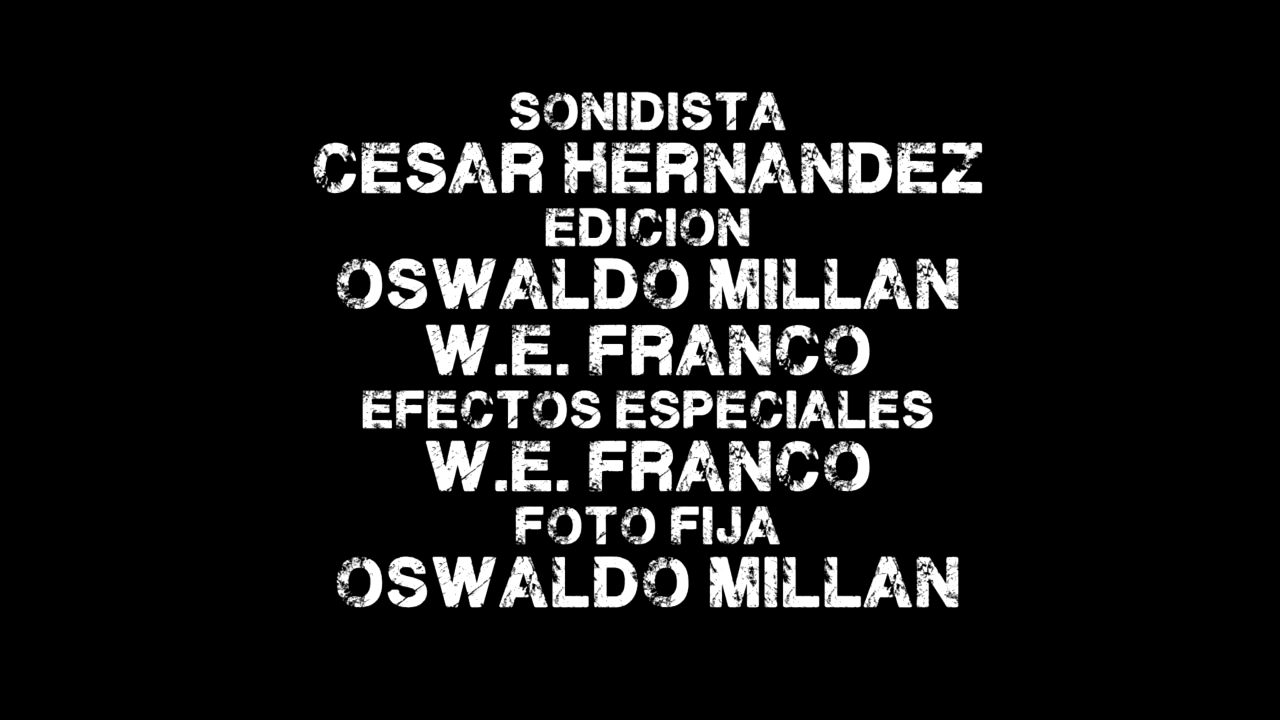 SONIDISTA
CESAR HERNANDEZ
EDICION
OSWALDO MILLAN
W.E. FRANCO
EFECTOS ESPECIALES
W.E. FRANCO
FOTO FIJA
OSWALDO MILLAN